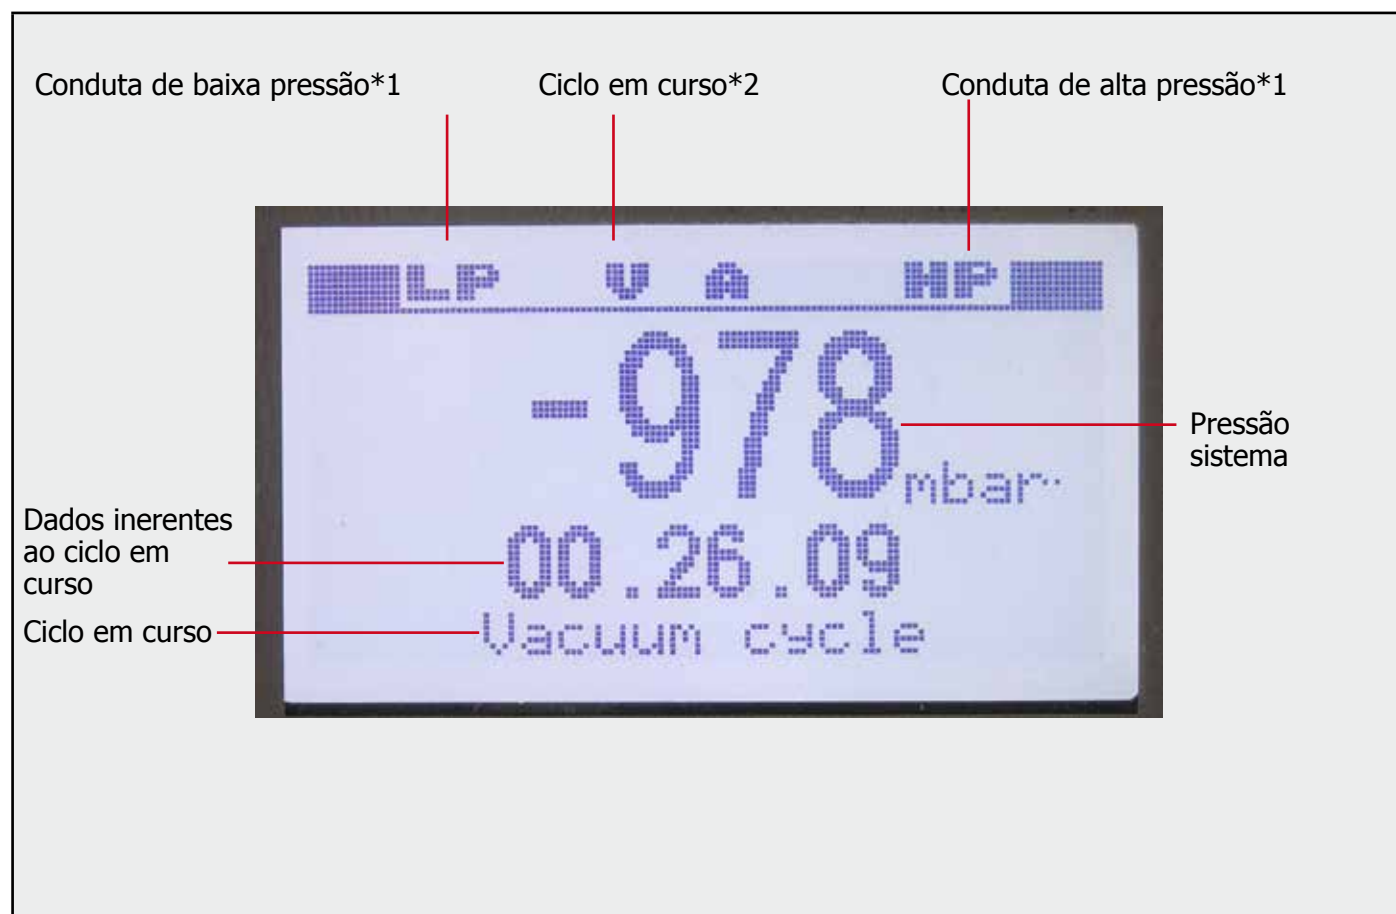 Conduta de baixa pressão*1 Ciclo em curso*2 Conduta de alta pressão*1
LP V A HP
-978
mbar
Pressão
sistema
Dados inerentes
ao ciclo em
curso
00.26.09
Ciclo em curso
Vacuum cycle